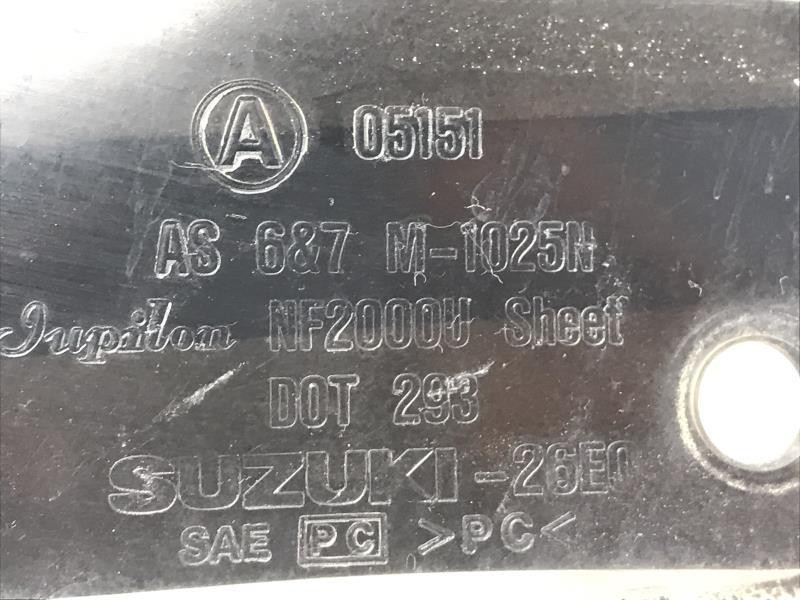 A 05151
AS 6&7 M-1025N
Iupilon NF2000U Sheet
DOT 293
SUZUKI-26E0
SAE PC >PC<